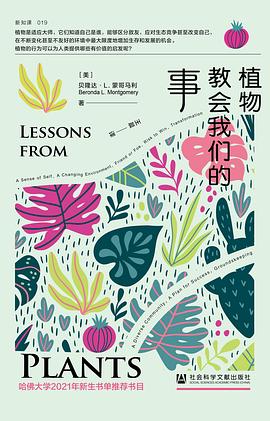 新知课 019
植物是适应大师，它们知道自己是谁，能够区分敌友，应对生态竞争甚至改变自己，
在不断变化甚至不友好的环境中最大限度地增加生存和发展的机会。
植物的行为可以为人类提供哪些有价值的启发呢？
[美]
贝隆达·L. 蒙哥马利
Beronda L. Montgomery
著
植物
教会我们的
事
LESSONS
FROM
A Sense of Self, A Changing Environment, Friend or Foe, Risk to Win, Transformation
A Diverse Community, A Plan for Success, Groundskeeping
PLANTS
哈佛大学2021年新生书单推荐书目
社会科学文献出版社
SOCIAL SCIENCES ACADEMIC PRESS (CHINA)